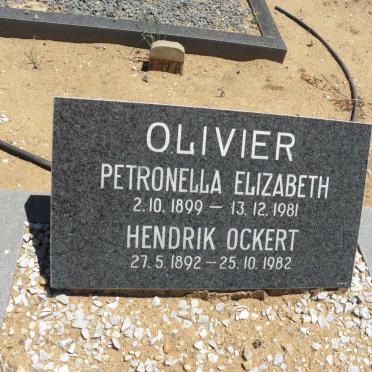 OLIVIER
PETRONELLA ELIZABETH
2.10.1899 — 13.12.1981
HENDRIK OCKERT
27.5.1892 — 25.10.1982